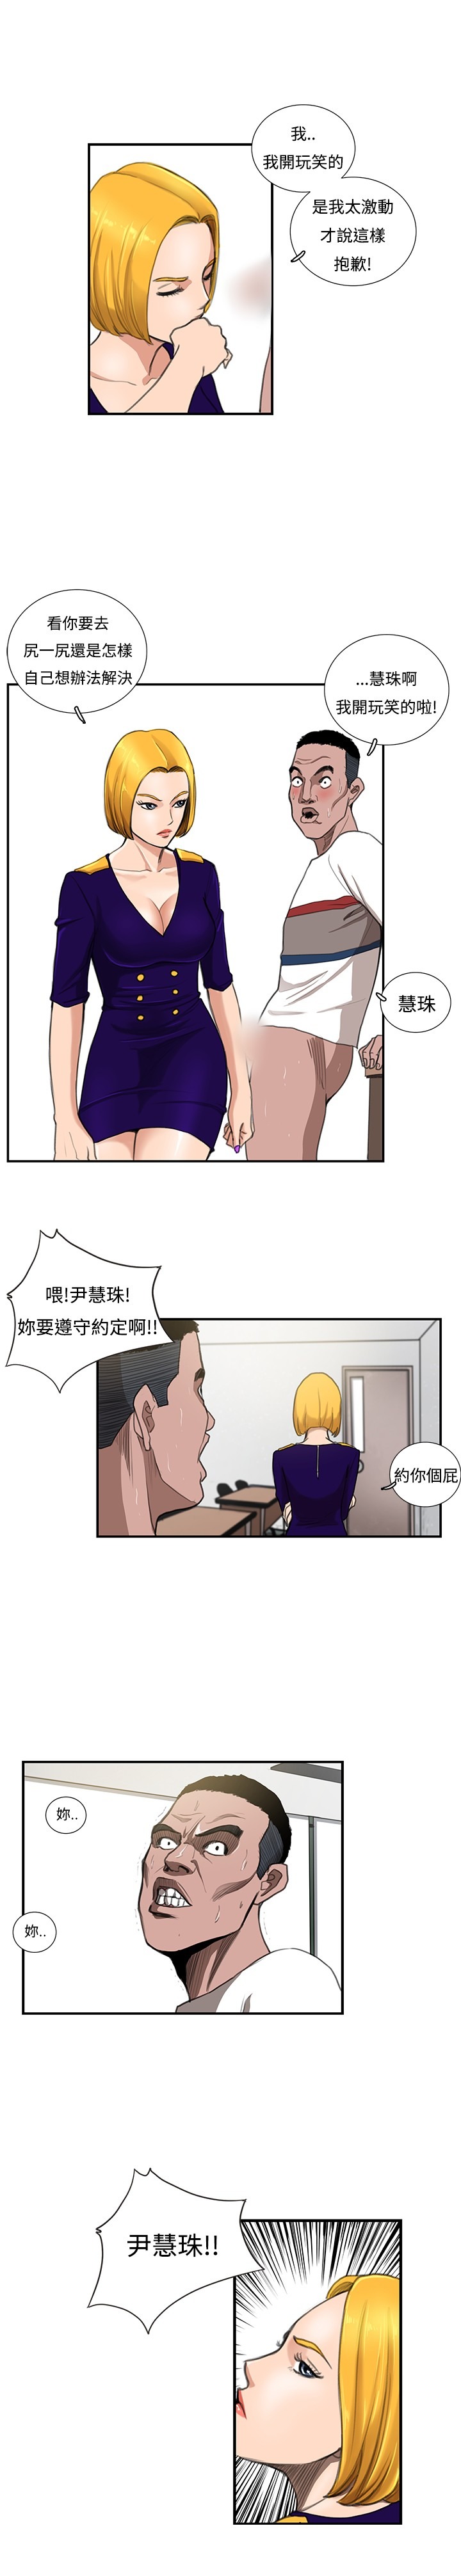 我..
我開玩笑的
是我太激動
才說這樣
抱歉!
看你要去
尻一尻還是怎樣
自己想辦法解決
...慧珠啊
我開玩笑的啦!
慧珠
喂!尹慧珠!
妳要遵守約定啊!!
約你個屁
妳..
妳..
尹慧珠!!